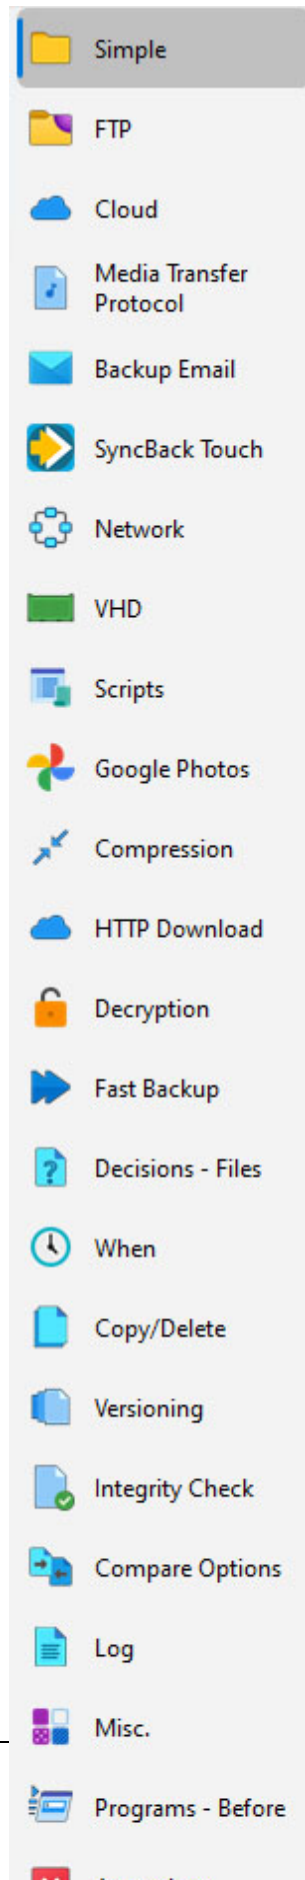 Simple
FTP
Cloud
Media Transfer
Protocol
Backup Email
SyncBack Touch
Network
VHD
Scripts
Google Photos
Compression
HTTP Download
Decryption
Fast Backup
Decisions - Files
When
Copy/Delete
Versioning
Integrity Check
Compare Options
Log
Misc.
Programs - Before